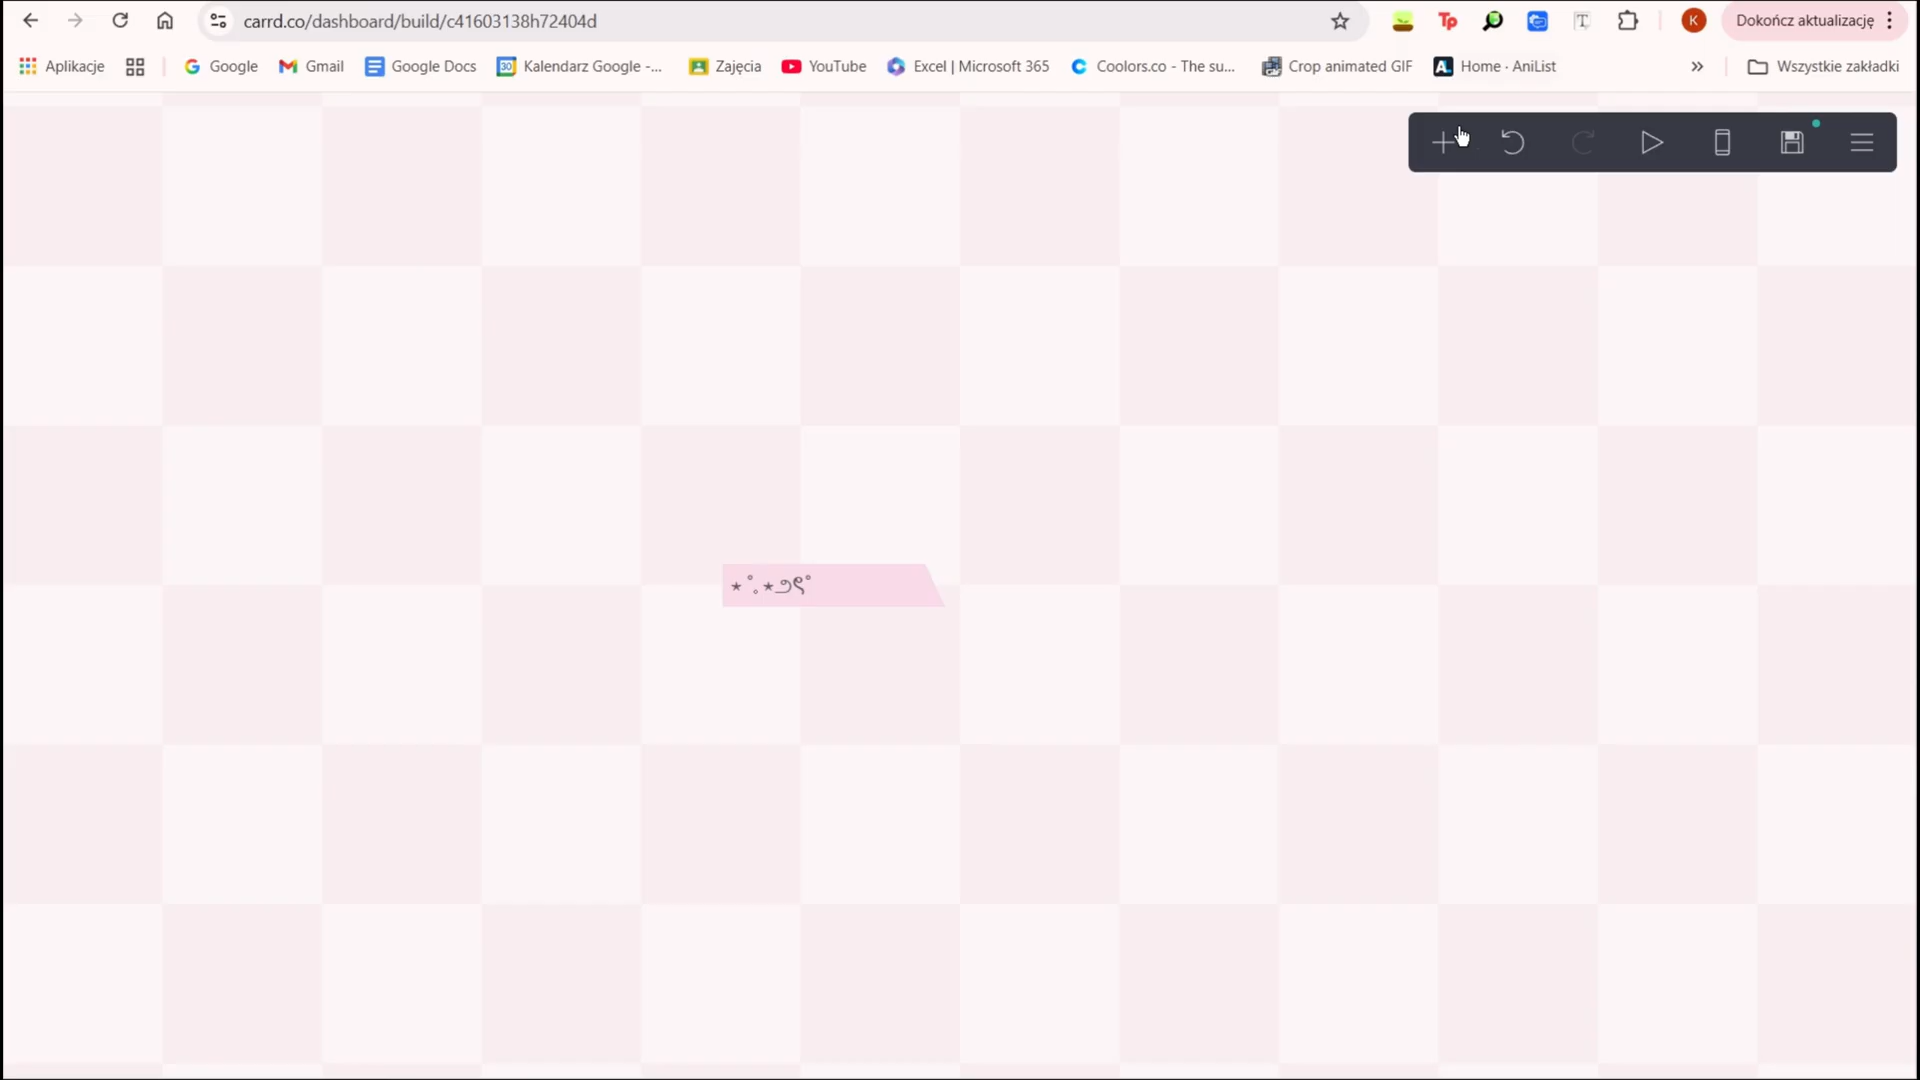 carrd.co/dashboard/build/c41603138h72404d
K
Dokończ aktualizację
Aplikacje
Google
Gmail
Google Docs
Kalendarz Google -...
Zajęcia
YouTube
Excel | Microsoft 365
Coolors.co - The su...
Crop animated GIF
Home · AniList
»
Wszystkie zakładki
⋆ ˚。⋆୨୧˚